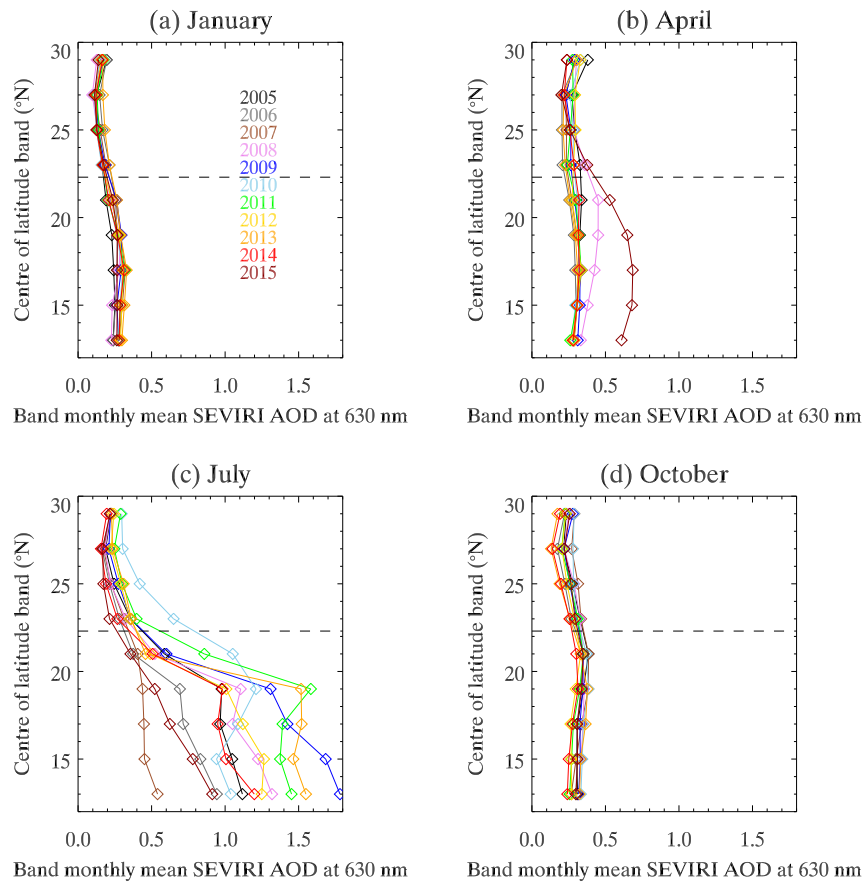 (a) January
Centre of latitude band (°N)
30
25
20
15
0.0 0.5 1.0 1.5
Band monthly mean SEVIRI AOD at 630 nm
2005
2006
2007
2008
2009
2010
2011
2012
2013
2014
2015
(b) April
Centre of latitude band (°N)
30
25
20
15
0.0 0.5 1.0 1.5
Band monthly mean SEVIRI AOD at 630 nm
(c) July
Centre of latitude band (°N)
30
25
20
15
0.0 0.5 1.0 1.5
Band monthly mean SEVIRI AOD at 630 nm
(d) October
Centre of latitude band (°N)
30
25
20
15
0.0 0.5 1.0 1.5
Band monthly mean SEVIRI AOD at 630 nm